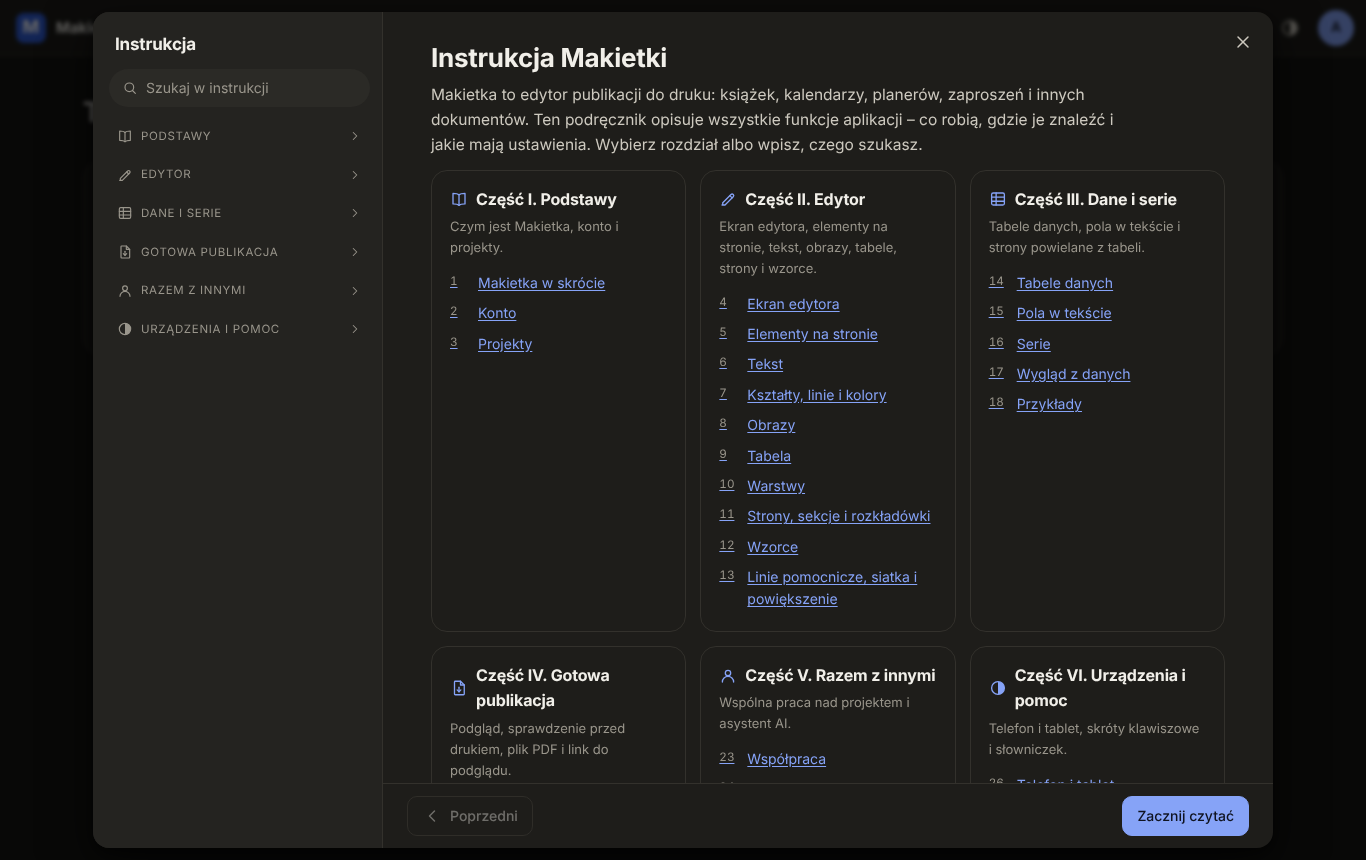 M
Instrukcja
Szukaj w instrukcji
PODSTAWY
EDYTOR
DANE I SERIE
GOTOWA PUBLIKACJA
RAZEM Z INNYMI
URZĄDZENIA I POMOC
Instrukcja Makietki
Makietka to edytor publikacji do druku: książek, kalendarzy, planerów, zaproszeń i innych
dokumentów. Ten podręcznik opisuje wszystkie funkcje aplikacji – co robią, gdzie je znaleźć i
jakie mają ustawienia. Wybierz rozdział albo wpisz, czego szukasz.
Część I. Podstawy
Czym jest Makietka, konto i
projekty.
1 Makietka w skrócie
2 Konto
3 Projekty
Część II. Edytor
Ekran edytora, elementy na
stronie, tekst, obrazy, tabele,
strony i wzorce.
4 Ekran edytora
5 Elementy na stronie
6 Tekst
7 Kształty, linie i kolory
8 Obrazy
9 Tabela
10 Warstwy
11 Strony, sekcje i rozkładówki
12 Wzorce
13 Linie pomocnicze, siatka i
powiększenie
Część III. Dane i serie
Tabele danych, pola w tekście i
strony powielane z tabeli.
14 Tabele danych
15 Pola w tekście
16 Serie
17 Wygląd z danych
18 Przykłady
Część IV. Gotowa
publikacja
Podgląd, sprawdzenie przed
drukiem, plik PDF i link do
podglądu.
Część V. Razem z innymi
Wspólna praca nad projektem i
asystent AI.
23 Współpraca
Część VI. Urządzenia i
pomoc
Telefon i tablet, skróty klawiszowe
i słowniczek.
26 Telefon i tablet
Poprzedni
Zacznij czytać